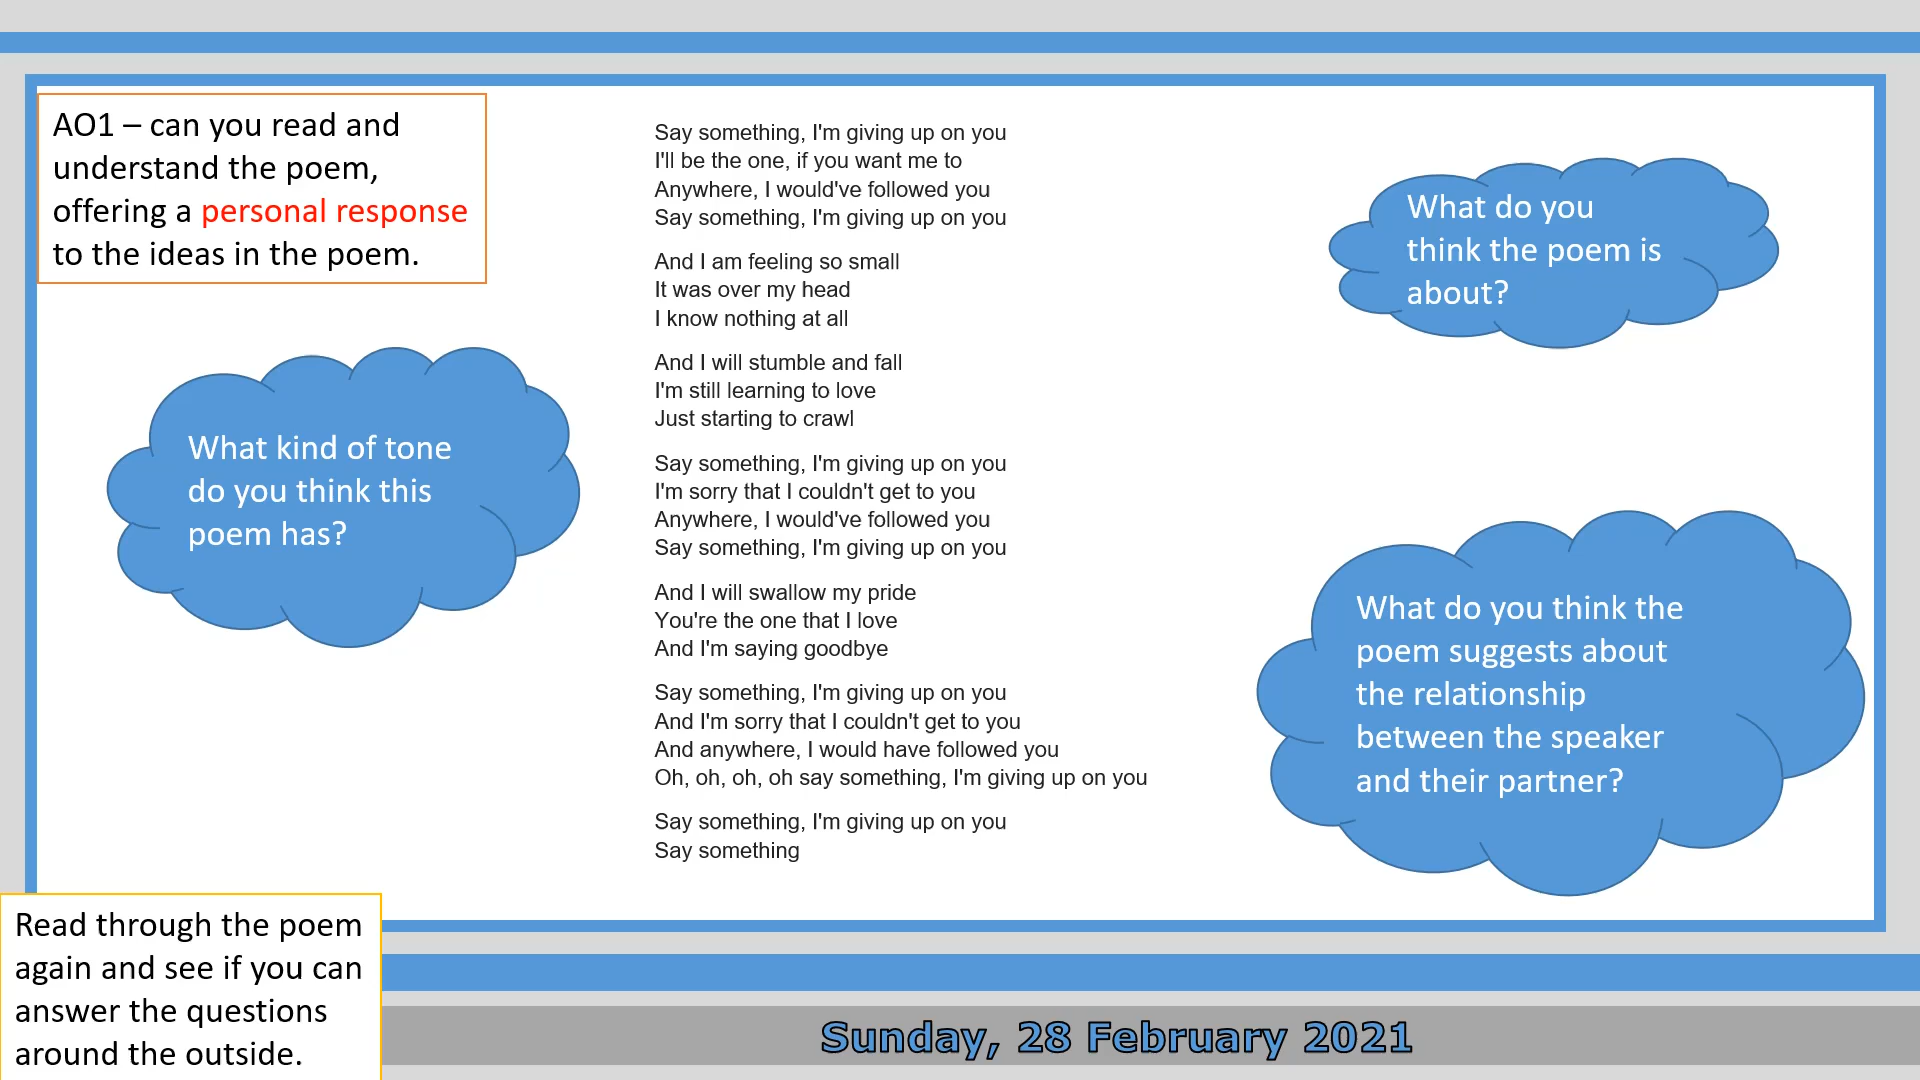 AO1 – can you read and
understand the poem,
offering a personal response
to the ideas in the poem.
What kind of tone
do you think this
poem has?
Say something, I'm giving up on you
I'll be the one, if you want me to
Anywhere, I would've followed you
Say something, I'm giving up on you
And I am feeling so small
It was over my head
I know nothing at all
And I will stumble and fall
I'm still learning to love
Just starting to crawl
Say something, I'm giving up on you
I'm sorry that I couldn't get to you
Anywhere, I would've followed you
Say something, I'm giving up on you
And I will swallow my pride
You're the one that I love
And I'm saying goodbye
Say something, I'm giving up on you
And I'm sorry that I couldn't get to you
And anywhere, I would have followed you
Oh, oh, oh, oh say something, I'm giving up on you
Say something, I'm giving up on you
Say something
What do you
think the poem is
about?
What do you think the
poem suggests about
the relationship
between the speaker
and their partner?
Read through the poem
again and see if you can
answer the questions
around the outside.
Sunday, 28 February 2021